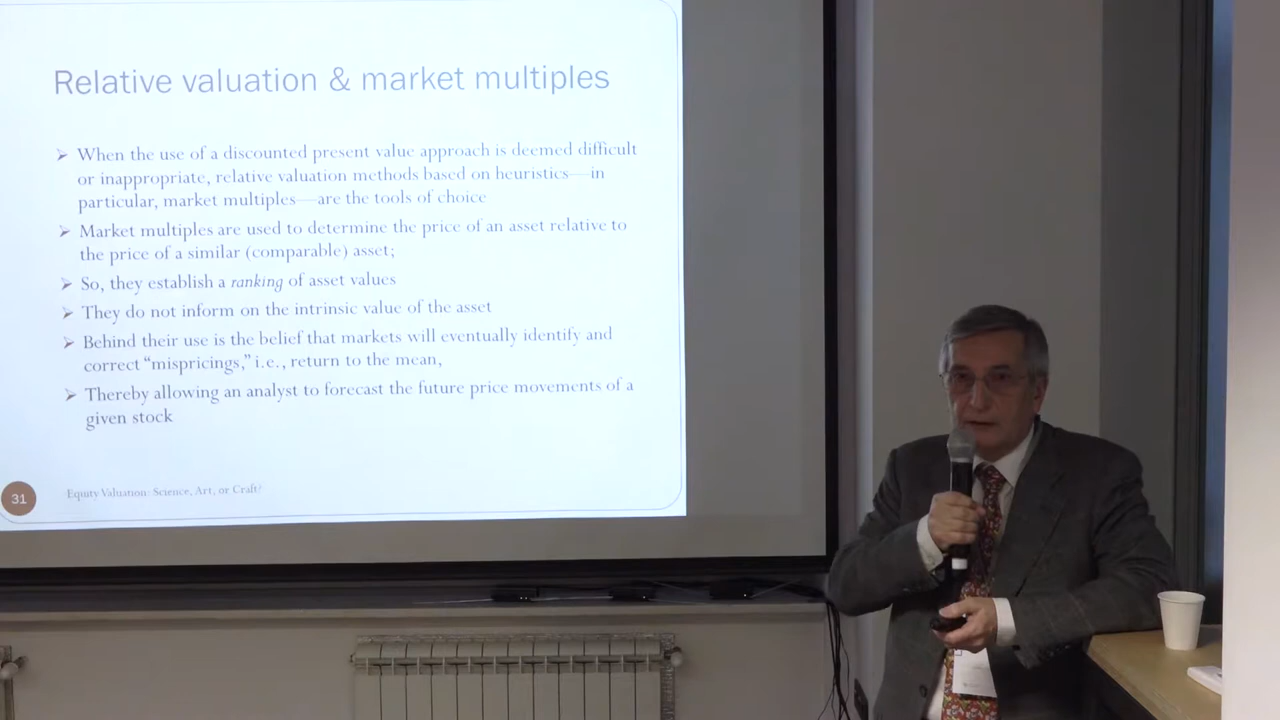 Relative valuation & market multiples
When the use of a discounted present value approach is deemed difficult
or inappropriate, relative valuation methods based on heuristics—in
particular, market multiples—are the tools of choice
Market multiples are used to determine the price of an asset relative to
the price of a similar (comparable) asset;
So, they establish a ranking of asset values
They do not inform on the intrinsic value of the asset
Behind their use is the belief that markets will eventually identify and
correct “mispricings,” i.e., return to the mean,
Thereby allowing an analyst to forecast the future price movements of a
given stock
31
Equity Valuation: Science, Art, or Craft?